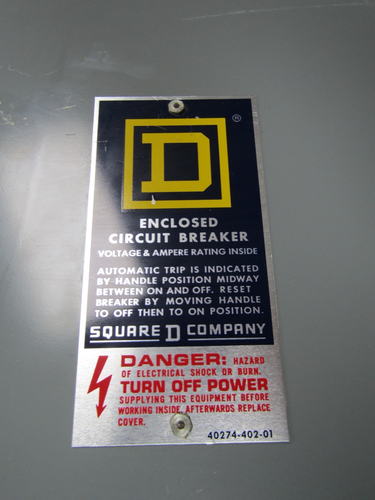 D ®
ENCLOSED
CIRCUIT BREAKER
VOLTAGE & AMPERE RATING INSIDE
AUTOMATIC TRIP IS INDICATED
BY HANDLE POSITION MIDWAY
BETWEEN ON AND OFF. RESET
BREAKER BY MOVING HANDLE
TO OFF THEN TO ON POSITION.
SQUARE D COMPANY
DANGER: HAZARD
OF ELECTRICAL SHOCK OR BURN.
TURN OFF POWER
SUPPLYING THIS EQUIPMENT BEFORE
WORKING INSIDE. AFTERWARDS REPLACE
COVER.
40274-402-01